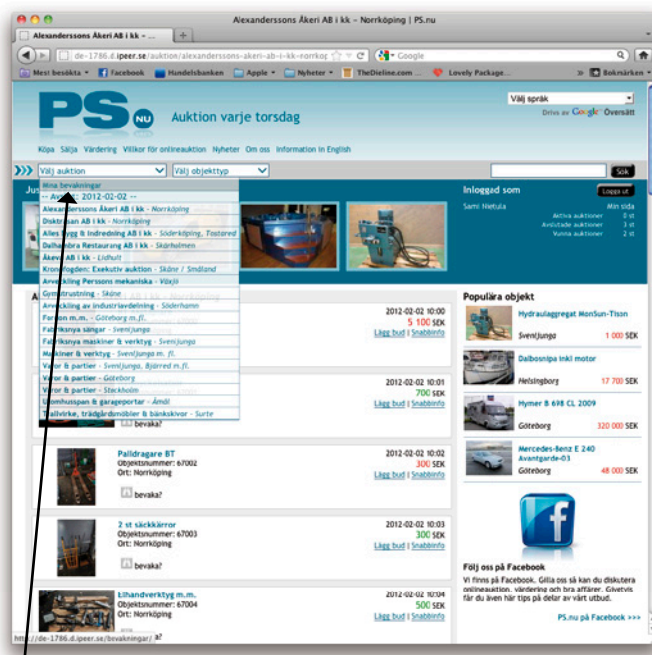 Alexanderssons Åkeri AB i kk – Norrköping | PS.nu
Alexanderssons Åkeri AB i kk – ...
de-1786.d.ipeer.se/auktion/alexanderssons-akeri-ab-i-kk-norrkop
Google
Mest besökta
Facebook
Handelsbanken
Apple
Nyheter
TheDieline.com ...
Lovely Package...
Bokmärken
PS NU
Auktion varje torsdag
Välj språk
Drivs av Google Översätt
Köpa Sälja Värdering Villkor för onlineauktion Nyheter Om oss Information in English
Välj auktion
Välj objekttyp
Sök
Mina bevakningar
2012-02-02 --
Alexanderssons Åkeri AB i kk - Norrköping
Disktrasan AB i kk - Norrköping
Alles Bygg & Indredning AB i kk - Söderköping, Tostared
Dalhambra Restaurang AB i kk - Skärholmen
Åkeva AB i kk - Lidhult
Kronofogden: Exekutiv auktion - Skåne / Småland
Avveckling Perssons mekaniska - Växjö
Gymutrustning - Skåne
Avveckling av industriavdelning - Söderhamn
Fordon m.m. - Göteborg m.fl.
Fabriksnya sängar - Svenljunga
Fabriksnya maskiner & verktyg - Svenljunga
Maskiner & verktyg - Svenljunga m. fl.
Varor & partier - Svenljunga, Bjärred m.fl.
Varor & partier - Göteborg
Varor & partier - Stockholm
Utomhusspan & garageportar - Åmål
Trallvirke, trädgårdsmöbler & bänkskivor - Surte
Inloggad som
Logga ut
Sami Nietula
Min sida
Aktiva auktioner 0 st
Avslutade auktioner 3 st
Vunna auktioner 2 st
2012-02-02 10:00
5 100 SEK
Lägg bud | Snabbinfo
2012-02-02 10:01
700 SEK
Lägg bud | Snabbinfo
bevaka?
Palldragare BT
Objektsnummer: 67002
Ort: Norrköping
bevaka?
2012-02-02 10:02
300 SEK
Lägg bud | Snabbinfo
2 st säckkärror
Objektsnummer: 67003
Ort: Norrköping
bevaka?
2012-02-02 10:03
300 SEK
Lägg bud | Snabbinfo
Elhandverktyg m.m.
Objektsnummer: 67004
Ort: Norrköping
2012-02-02 10:04
500 SEK
Lägg bud | Snabbinfo
Populära objekt
Hydraulaggregat MonSun-Tison
Svenljunga 1 000 SEK
Dalbosnipa inkl motor
Helsingborg 17 700 SEK
Hymer B 698 CL 2009
Göteborg 320 000 SEK
Mercedes-Benz E 240
Avantgarde-03
Göteborg 48 000 SEK
Följ oss på Facebook
Vi finns på Facebook. Gilla oss så kan du diskutera
onlineauktion, värdering och bra affärer. Givetvis
får du även här tips på delar av vårt utbud.
PS.nu på Facebook >>>
http://de-1786.d.ipeer.se/bevakningar/